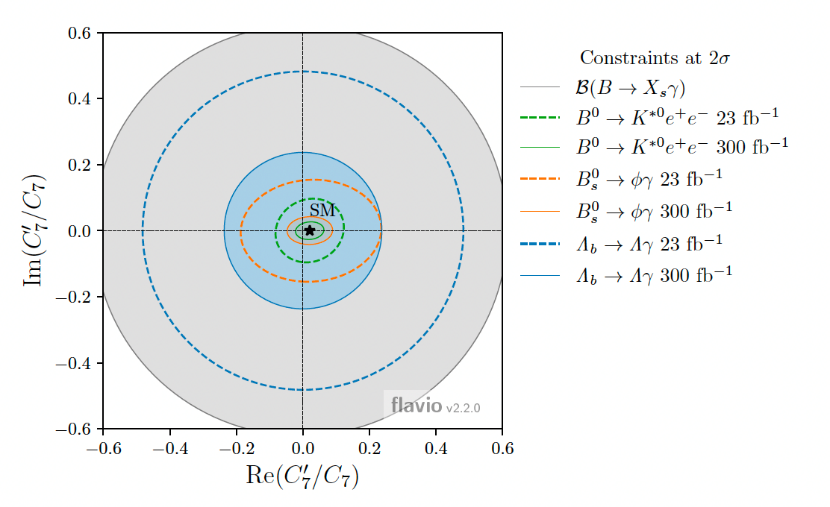 0.6
0.4
0.2
0.0
−0.2
−0.4
−0.6
−0.6 −0.4 −0.2 0.0 0.2 0.4 0.6
Im(C′₇/C₇)
Re(C′₇/C₇)
SM
flavio v2.2.0
Constraints at 2σ
𝓑(B → Xₛγ)
B⁰ → K*⁰e⁺e⁻ 23 fb⁻¹
B⁰ → K*⁰e⁺e⁻ 300 fb⁻¹
B⁰ₛ → ϕγ 23 fb⁻¹
B⁰ₛ → ϕγ 300 fb⁻¹
Λ_b → Λγ 23 fb⁻¹
Λ_b → Λγ 300 fb⁻¹